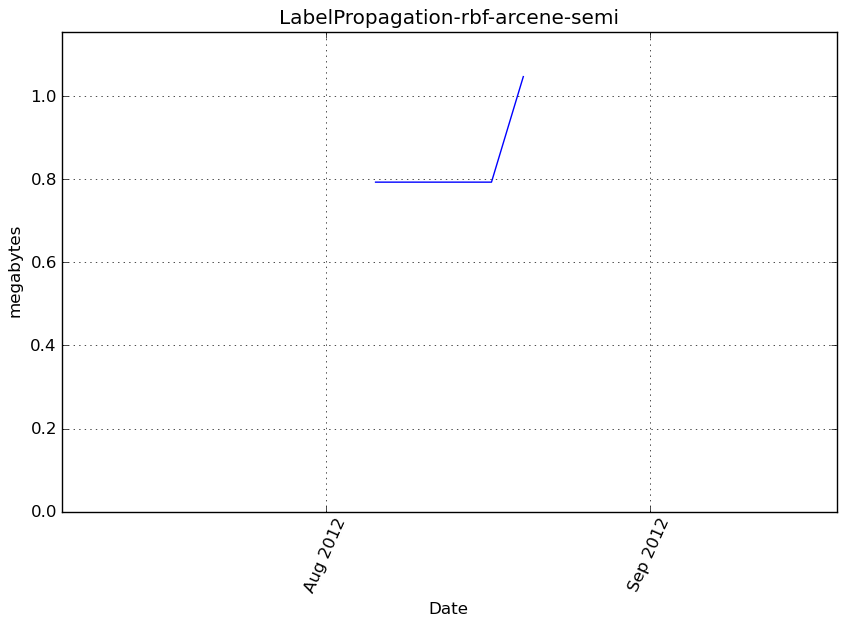 LabelPropagation-rbf-arcene-semi
megabytes
1.0
0.8
0.6
0.4
0.2
0.0
Aug 2012
Sep 2012
Date